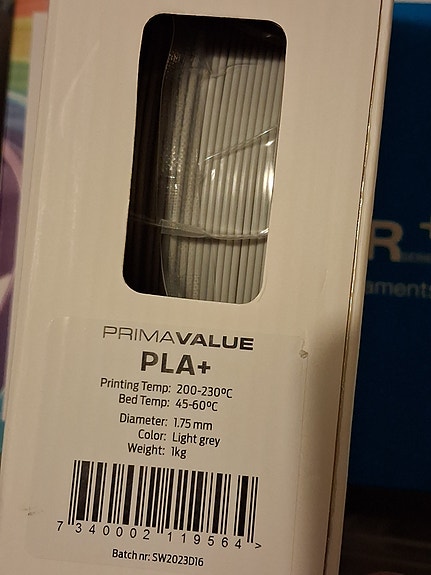 PRIMAVALUE
PLA+
Printing Temp: 200-230ºC
Bed Temp: 45-60ºC
Diameter: 1.75 mm
Color: Light grey
Weight: 1kg
7 340002 119564 >
Batch nr: SW2023D16
R+
aments